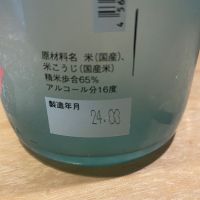 原材料名 米(国産)、
米こうじ(国産米)
精米歩合65%
アルコール分16度
製造年月
24.03